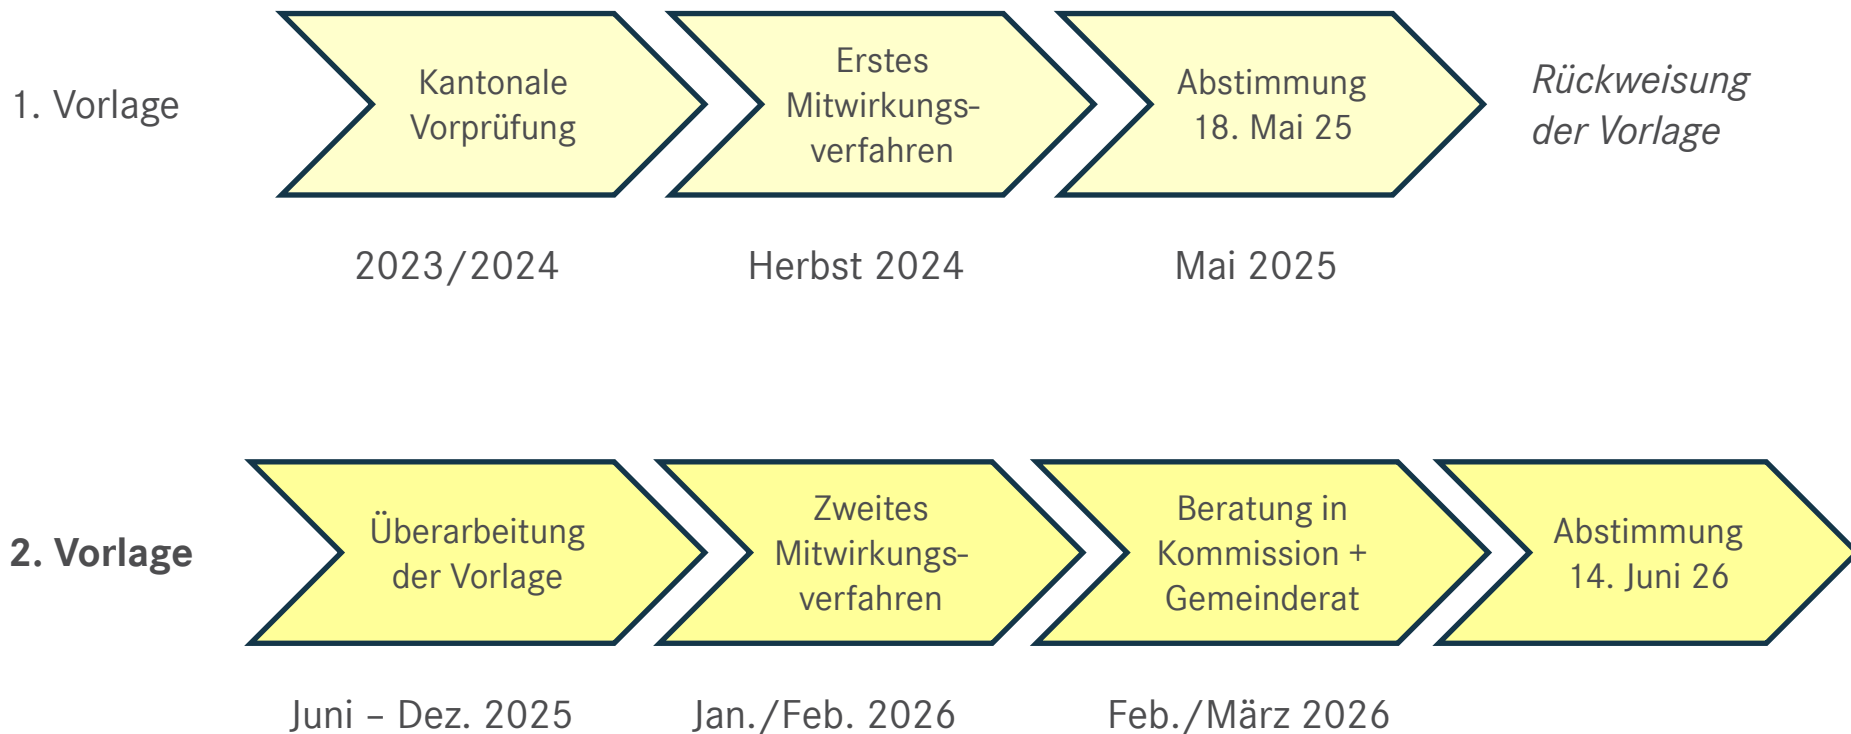 1. Vorlage
Kantonale
Vorprüfung
Erstes
Mitwirkungs-
verfahren
Abstimmung
18. Mai 25
Rückweisung
der Vorlage
2023/2024
Herbst 2024
Mai 2025
2. Vorlage
Überarbeitung
der Vorlage
Zweites
Mitwirkungs-
verfahren
Beratung in
Kommission +
Gemeinderat
Abstimmung
14. Juni 26
Juni – Dez. 2025
Jan./Feb. 2026
Feb./März 2026